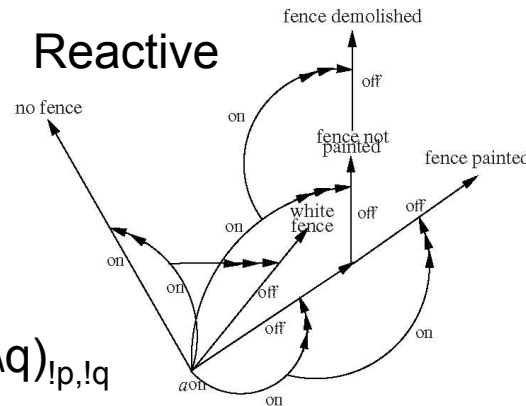 fence demolished
Reactive
off
no fence
on
fence not
painted
fence painted
on
white
fence
off
off
on
on
off
off
on
\q)!p,!q
a on
on